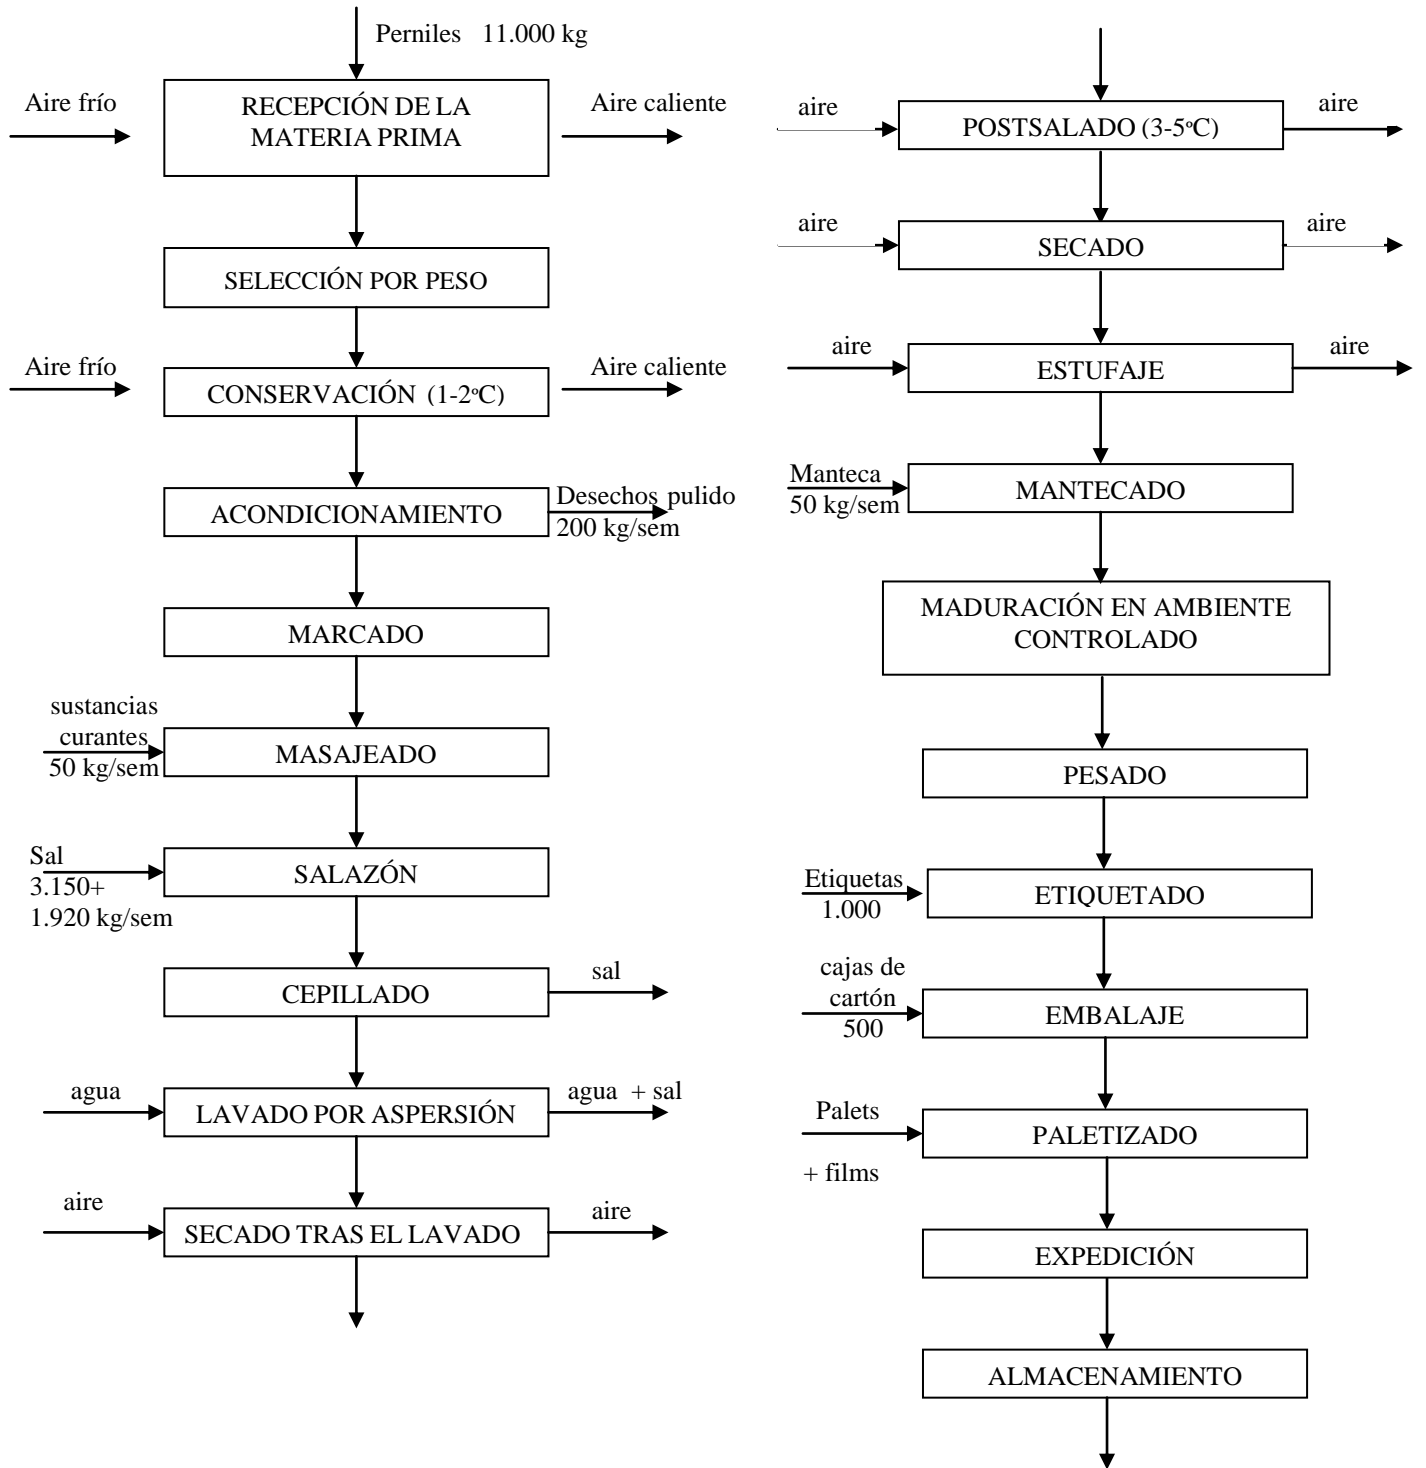 Perniles 11.000 kg
Aire frío
RECEPCIÓN DE LA
MATERIA PRIMA
Aire caliente
SELECCIÓN POR PESO
Aire frío
CONSERVACIÓN (1-2ºC)
Aire caliente
ACONDICIONAMIENTO
Desechos pulido
200 kg/sem
MARCADO
sustancias
curantes
50 kg/sem
MASAJEADO
Sal
3.150+
1.920 kg/sem
SALAZÓN
CEPILLADO
sal
agua
LAVADO POR ASPERSIÓN
agua + sal
aire
SECADO TRAS EL LAVADO
aire
aire
POSTSALADO (3-5ºC)
aire
aire
SECADO
aire
aire
ESTUFAJE
aire
Manteca
50 kg/sem
MANTECADO
MADURACIÓN EN AMBIENTE
CONTROLADO
PESADO
Etiquetas
1.000
ETIQUETADO
cajas de
cartón
500
EMBALAJE
Palets
+ films
PALETIZADO
EXPEDICIÓN
ALMACENAMIENTO